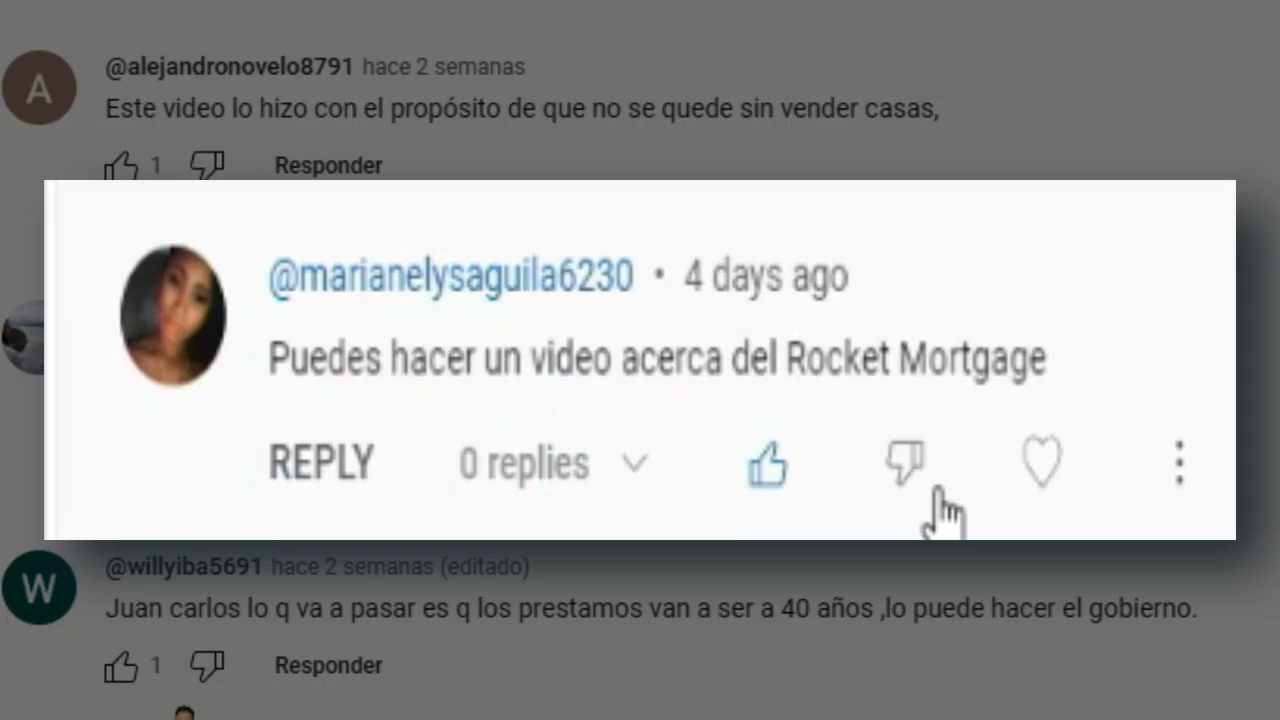 @alejandronovelo8791 hace 2 semanas
A
Este video lo hizo con el propósito de que no se quede sin vender casas,
1 Responder
@marianelysaguila6230 • 4 days ago
Puedes hacer un video acerca del Rocket Mortgage
REPLY 0 replies
@willyiba5691 hace 2 semanas (editado)
W
Juan carlos lo q va a pasar es q los prestamos van a ser a 40 años ,lo puede hacer el gobierno.
1 Responder